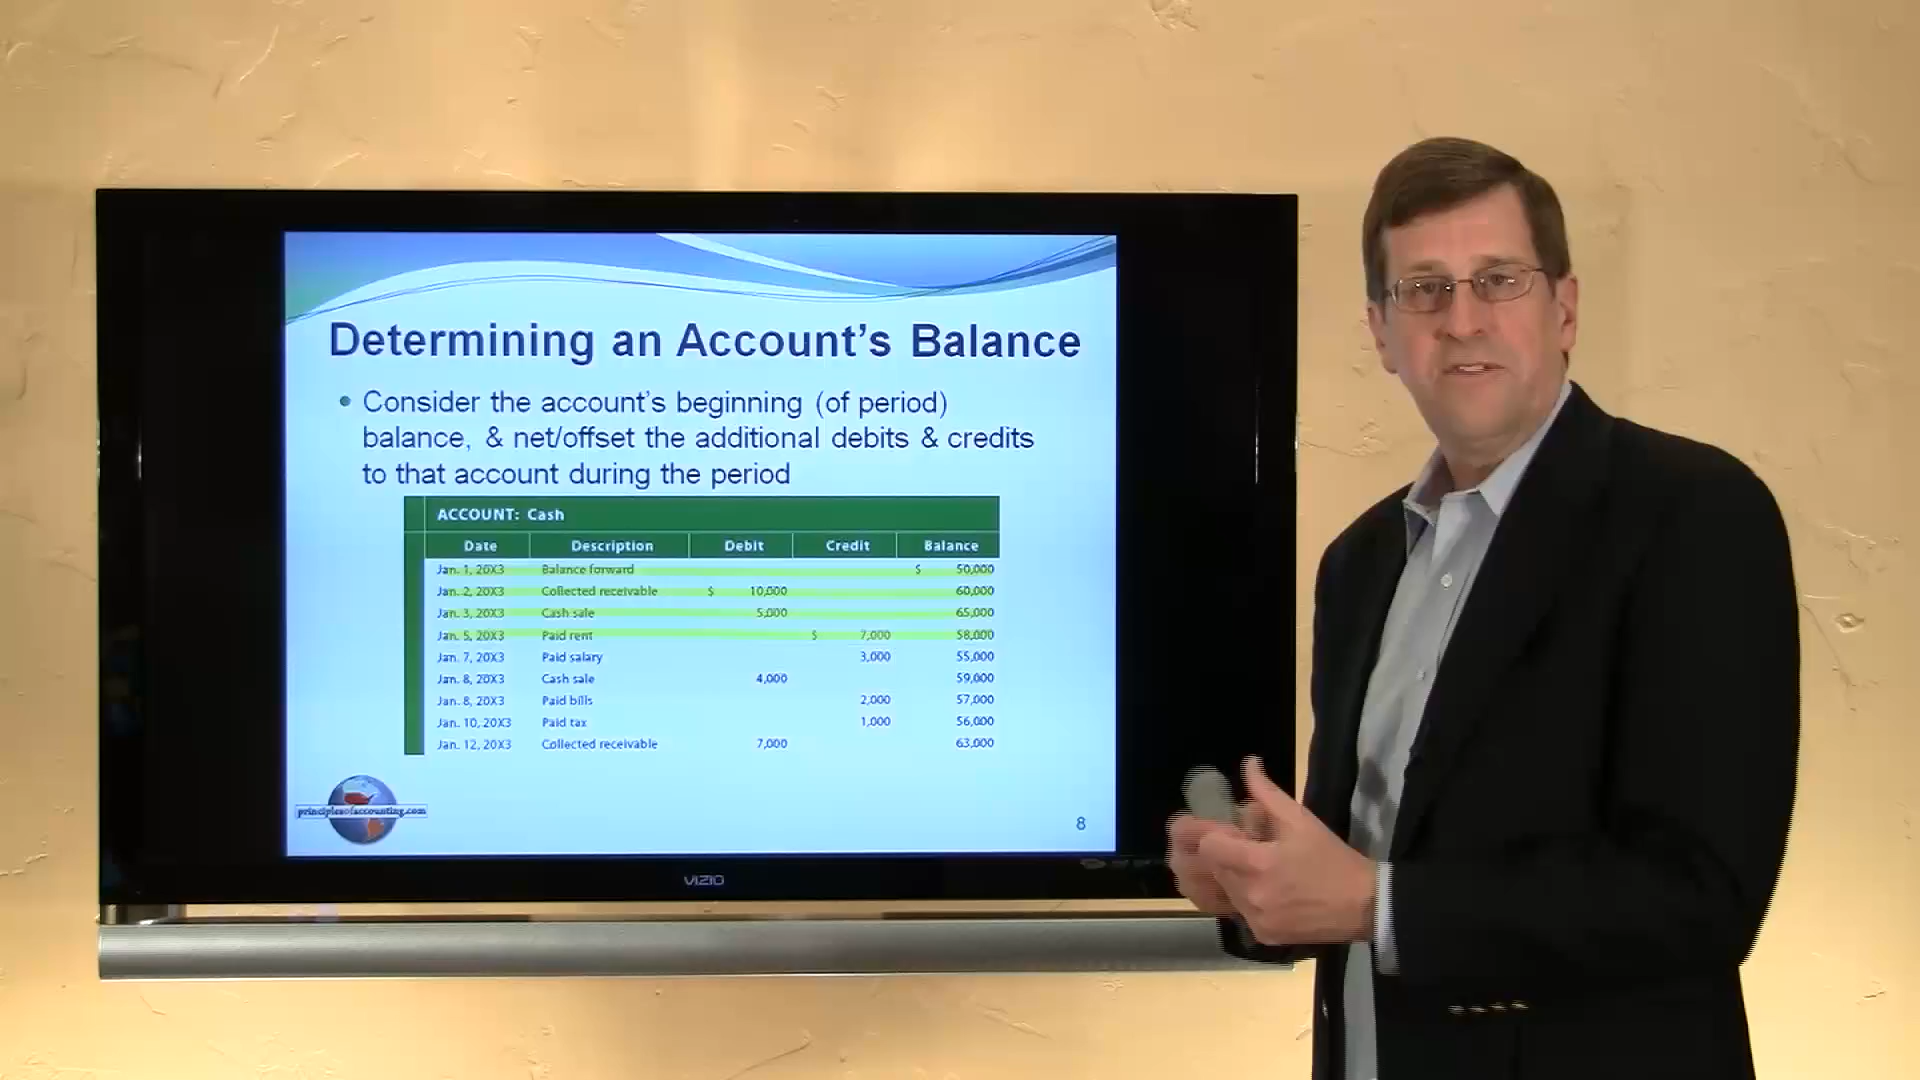 Determining an Account's Balance
• Consider the account's beginning (of period)
balance, & net/offset the additional debits & credits
to that account during the period
ACCOUNT: Cash
Date Description Debit Credit Balance
Jan. 1, 20X3 Balance forward $ 50,000
Jan. 2, 20X3 Collected receivable $ 10,000 60,000
Jan. 3, 20X3 Cash sale 5,000 65,000
Jan. 5, 20X3 Paid rent $ 7,000 58,000
Jan. 7, 20X3 Paid salary 3,000 55,000
Jan. 8, 20X3 Cash sale 4,000 59,000
Jan. 8, 20X3 Paid bills 2,000 57,000
Jan. 10, 20X3 Paid tax 1,000 56,000
Jan. 12, 20X3 Collected receivable 7,000 63,000
principlesofaccounting.com
8
VIZIO